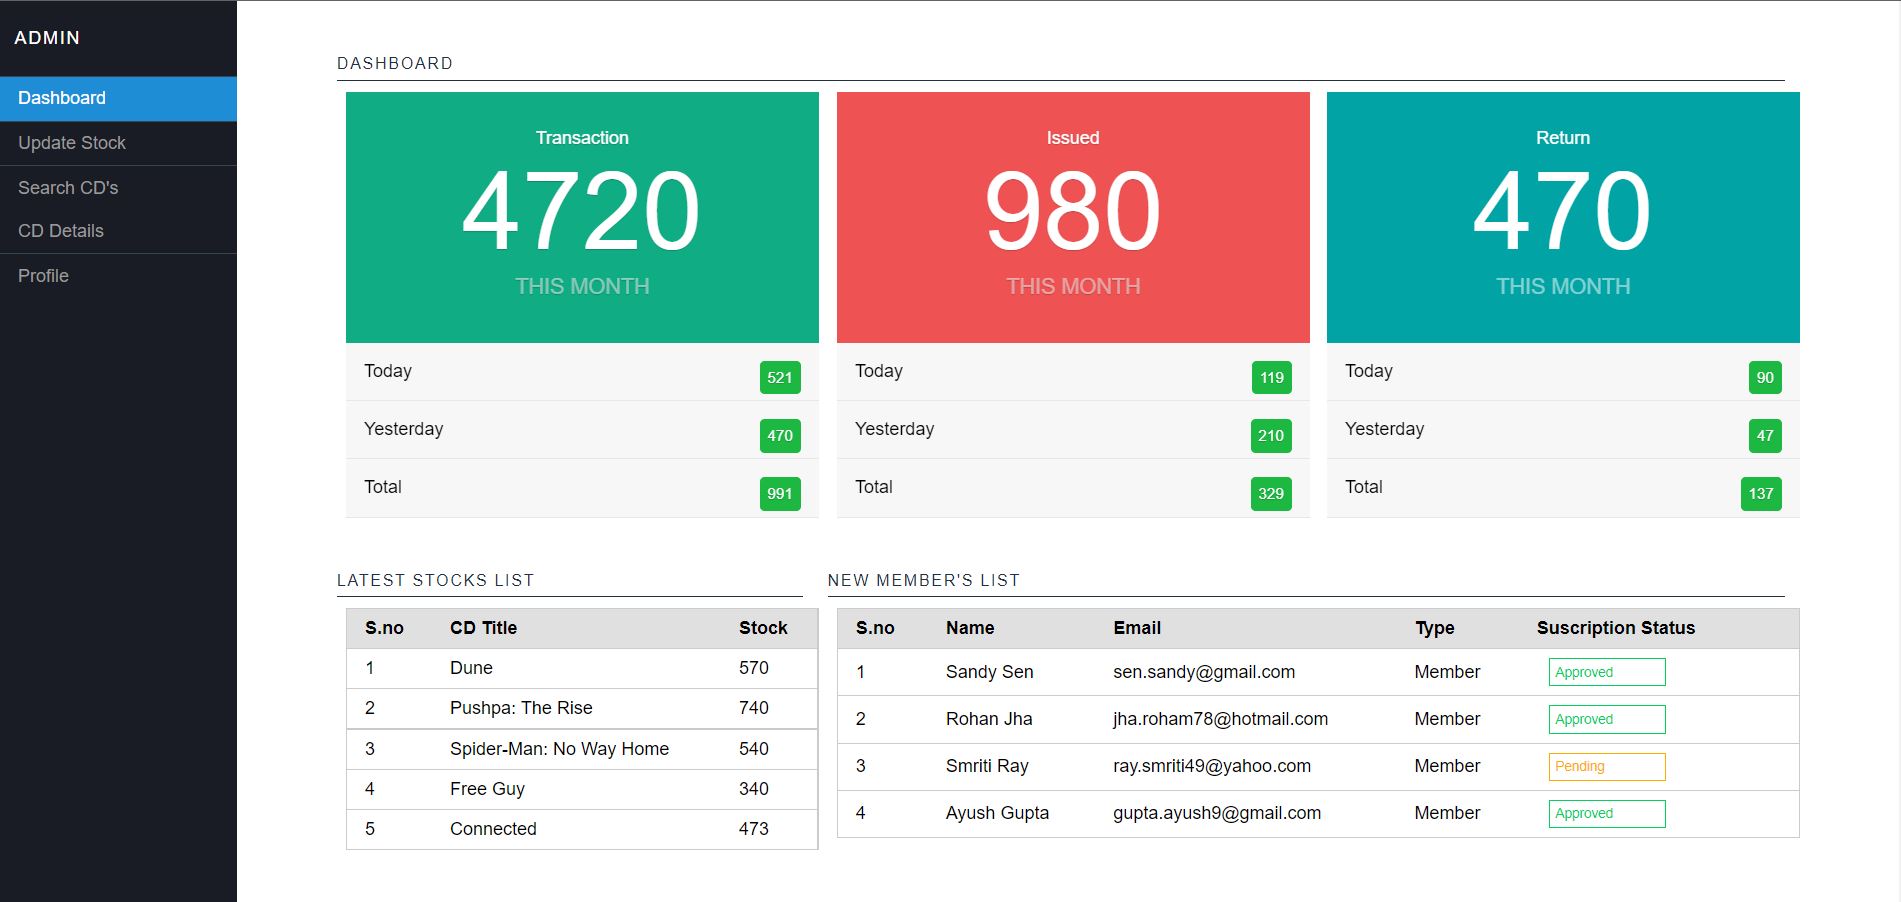 ADMIN
Dashboard
Update Stock
Search CD's
CD Details
Profile
DASHBOARD
Transaction
4720
THIS MONTH
Today 521
Yesterday 470
Total 991
Issued
980
THIS MONTH
Today 119
Yesterday 210
Total 329
Return
470
THIS MONTH
Today 90
Yesterday 47
Total 137
LATEST STOCKS LIST
S.no CD Title Stock
1 Dune 570
2 Pushpa: The Rise 740
3 Spider-Man: No Way Home 540
4 Free Guy 340
5 Connected 473
NEW MEMBER'S LIST
S.no Name Email Type Suscription Status
1 Sandy Sen sen.sandy@gmail.com Member Approved
2 Rohan Jha jha.roham78@hotmail.com Member Approved
3 Smriti Ray ray.smriti49@yahoo.com Member Pending
4 Ayush Gupta gupta.ayush9@gmail.com Member Approved